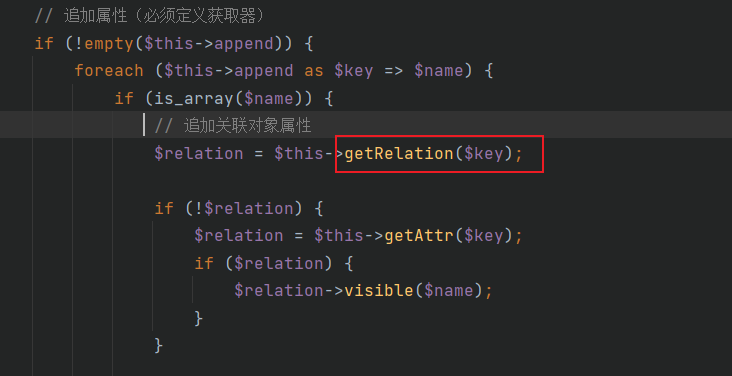 // 追加属性（必须定义获取器）
if (!empty($this->append)) {
foreach ($this->append as $key => $name) {
if (is_array($name)) {
// 追加关联对象属性
$relation = $this->getRelation($key);
if (!$relation) {
$relation = $this->getAttr($key);
if ($relation) {
$relation->visible($name);
}
}